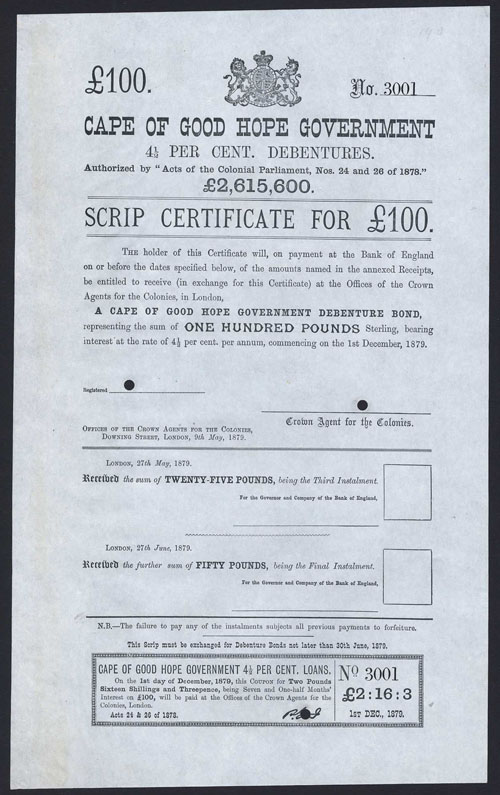 £100.
No. 3001
CAPE OF GOOD HOPE GOVERNMENT
4½ PER CENT. DEBENTURES.
Authorized by "Acts of the Colonial Parliament, Nos. 24 and 26 of 1878."
£2,615,600.
SCRIP CERTIFICATE FOR £100.
THE holder of this Certificate will, on payment at the Bank of England
on or before the dates specified below, of the amounts named in the annexed Receipts,
be entitled to receive (in exchange for this Certificate) at the Offices of the Crown
Agents for the Colonies, in London,
A CAPE OF GOOD HOPE GOVERNMENT DEBENTURE BOND,
representing the sum of ONE HUNDRED POUNDS Sterling, bearing
interest at the rate of 4½ per cent. per annum, commencing on the 1st December, 1879.
Registered
Crown Agent for the Colonies.
OFFICES OF THE CROWN AGENTS FOR THE COLONIES,
DOWNING STREET, LONDON, 9th May, 1879.
LONDON, 27th May, 1879.
Received the sum of TWENTY-FIVE POUNDS, being the Third Instalment.
For the Governor and Company of the Bank of England,
LONDON, 27th June, 1879.
Received the further sum of FIFTY POUNDS, being the Final Instalment.
For the Governor and Company of the Bank of England,
N.B.—The failure to pay any of the instalments subjects all previous payments to forfeiture.
This Scrip must be exchanged for Debenture Bonds not later than 30th June, 1879.
CAPE OF GOOD HOPE GOVERNMENT 4½ PER CENT. LOANS.
On the 1st day of December, 1879, this COUPON for Two Pounds
Sixteen Shillings and Threepence, being Seven and One-half Months'
Interest on £100, will be paid at the Offices of the Crown Agents for the
Colonies, London.
Acts 24 & 26 of 1878.
No 3001
£2:16:3
1ST DEC., 1879.